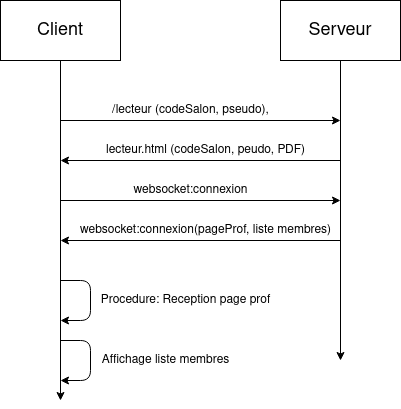 Client
Serveur
/lecteur (codeSalon, pseudo),
lecteur.html (codeSalon, peudo, PDF)
websocket:connexion
websocket:connexion(pageProf, liste membres)
Procedure: Reception page prof
Affichage liste membres